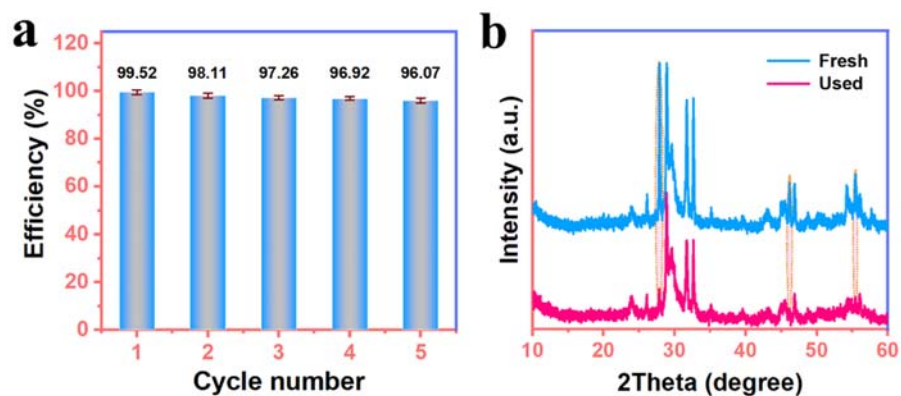 a
Efficiency (%)
120
100
80
60
40
20
0
99.52 98.11 97.26 96.92 96.07
1 2 3 4 5
Cycle number
b
Intensity (a.u.)
Fresh
Used
10 20 30 40 50 60
2Theta (degree)